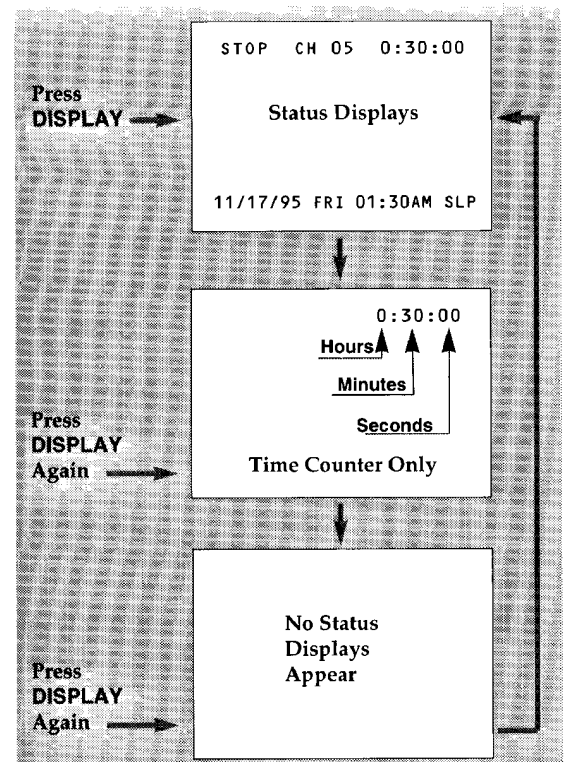 STOP CH 05 0:30:00
Press
DISPLAY
Status Displays
11/17/95 FRI 01:30AM SLP
0:30:00
Hours
Minutes
Seconds
Press
DISPLAY
Again
Time Counter Only
No Status
Displays
Appear
Press
DISPLAY
Again